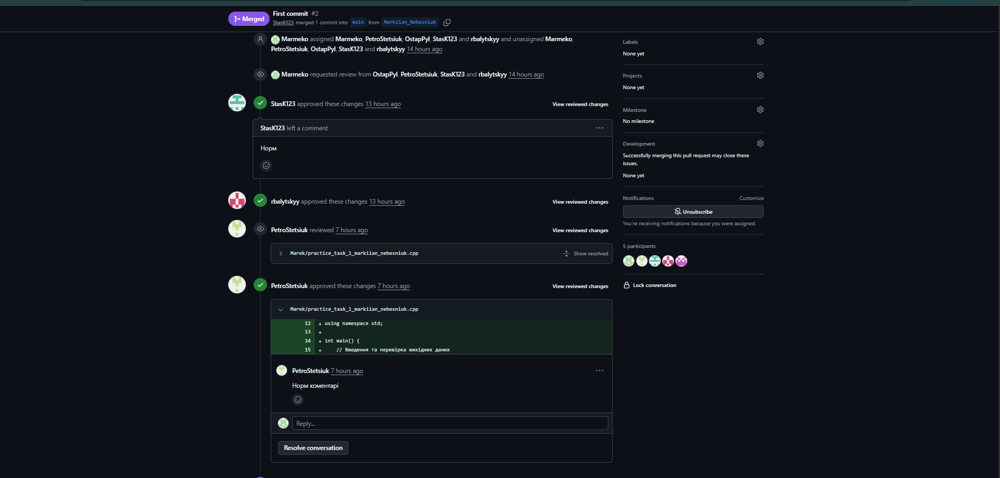 Merged
First commit #2
StasK123 merged 1 commit into main from Markiian_Nebesniuk
Marmeko assigned Marmeko, PetroStetsiuk, OstapPyl, StasK123 and rbalytskyy and unassigned Marmeko,
PetroStetsiuk, OstapPyl, StasK123 and rbalytskyy 14 hours ago
Marmeko requested review from OstapPyl, PetroStetsiuk, StasK123 and rbalytskyy 14 hours ago
StasK123 approved these changes 13 hours ago
View reviewed changes
StasK123 left a comment
Норм
rbalytskyy approved these changes 13 hours ago
View reviewed changes
PetroStetsiuk reviewed 7 hours ago
View reviewed changes
Marek/practice_task_1_markiian_nebesniuk.cpp
Show resolved
PetroStetsiuk approved these changes 7 hours ago
View reviewed changes
Marek/practice_task_1_markiian_nebesniuk.cpp
12 + using namespace std;
13 +
14 + int main() {
15 + // Введення та перевірка вихідних даних
PetroStetsiuk 7 hours ago
Норм коментарі
Reply...
Resolve conversation
Labels
None yet
Projects
None yet
Milestone
No milestone
Development
Successfully merging this pull request may close these
issues.
None yet
Notifications
Customize
Unsubscribe
You're receiving notifications because you were assigned.
5 participants
Lock conversation